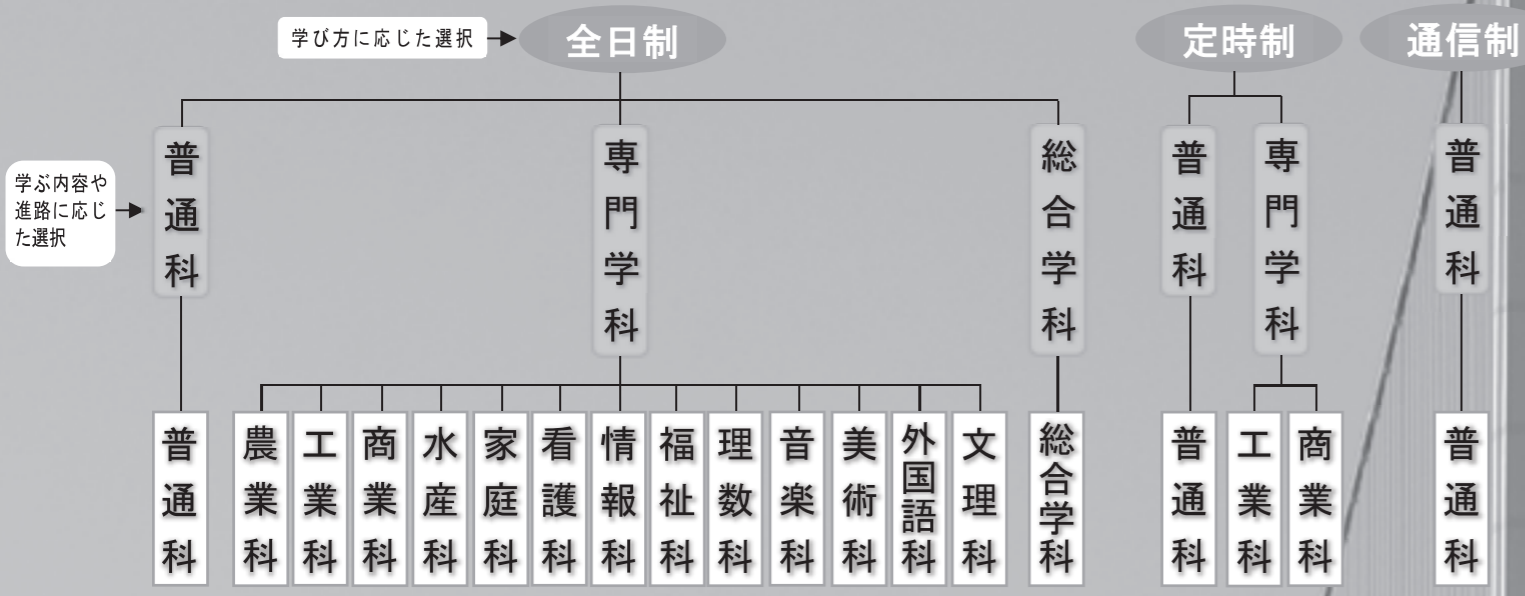 学び方に応じた選択
全日制
定時制
通信制
学ぶ内容や
進路に応じ
た選択
普通科
専門学科
総合学科
普通科
専門学科
普通科
普通科
農業科
工業科
商業科
水産科
家庭科
看護科
情報科
福祉科
理数科
音楽科
美術科
外国語科
文理科
総合学科
普通科
工業科
商業科
普通科